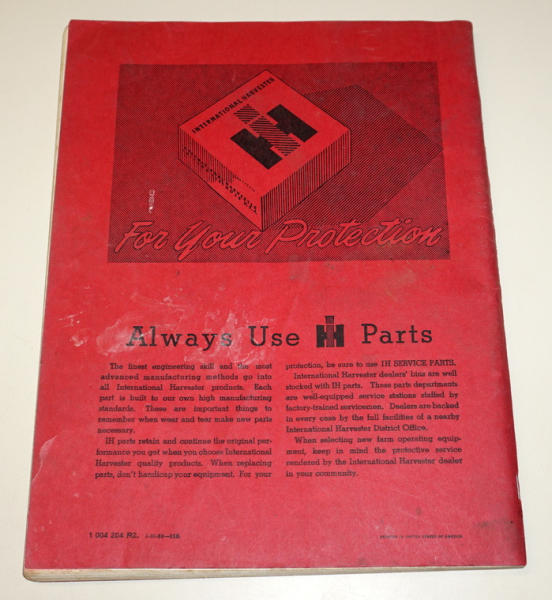 INTERNATIONAL HARVESTER
IH
For Your Protection
Always Use IH Parts
The finest engineering skill and the most
advanced manufacturing methods go into
all International Harvester products. Each
part is built to our own high manufacturing
standards. These are important things to
remember when wear and tear make new parts
necessary.
IH parts retain and continue the original per-
formance you got when you choose International
Harvester quality products. When replacing
parts, don't handicap your equipment. For your
protection, be sure to use IH SERVICE PARTS.
International Harvester dealers' bins are well
stocked with IH parts. These parts departments
are well-equipped service stations staffed by
factory-trained servicemen. Dealers are backed
in every case by the full facilities of a nearby
International Harvester District Office.
When selecting new farm operating equip-
ment, keep in mind the protective service
rendered by the International Harvester dealer
in your community.
1 004 204 R2.
PRINTED IN UNITED STATES OF AMERICA